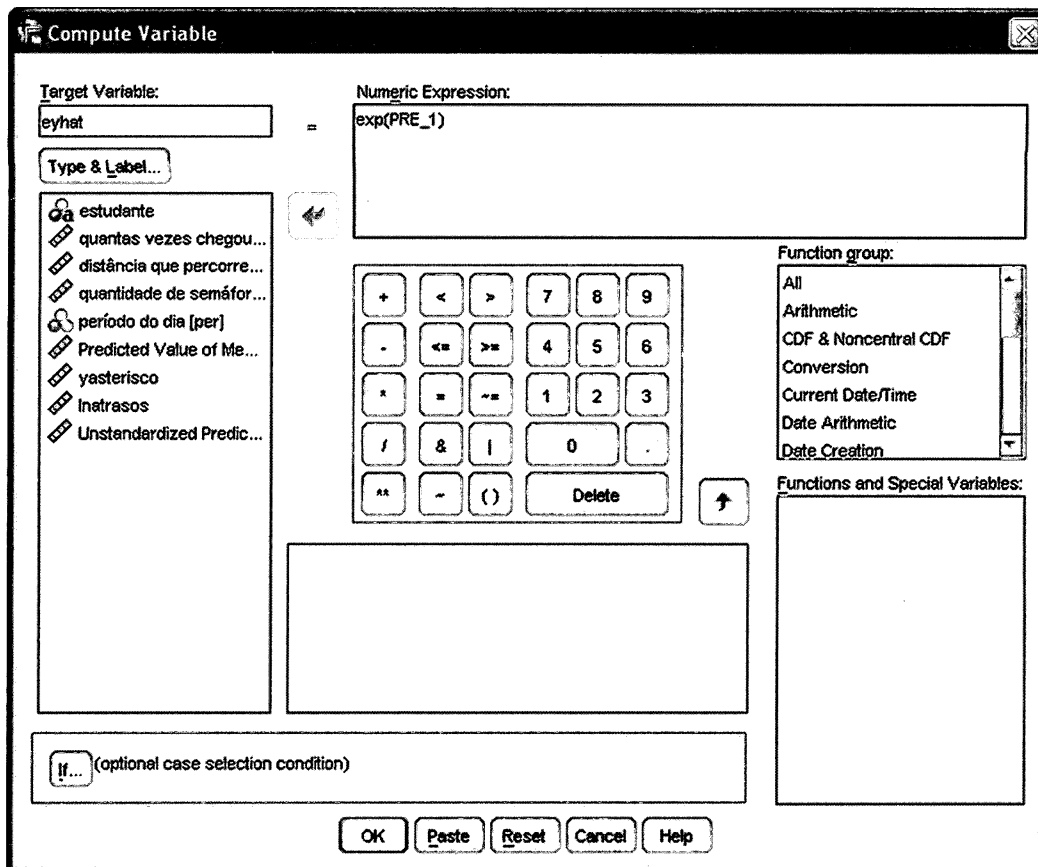 Compute Variable
Target Variable:
eyhat
=
Numeric Expression:
exp(PRE_1)
Type & Label...
estudante
quantas vezes chegou...
distância que percorre...
quantidade de semáfor...
período do dia [per]
Predicted Value of Me...
yasterisco
lnatrasos
Unstandardized Predic...
+ < > 7 8 9
- <= >= 4 5 6
* = ~= 1 2 3
/ & | 0 .
** ~ ( ) Delete
Function group:
All
Arithmetic
CDF & Noncentral CDF
Conversion
Current Date/Time
Date Arithmetic
Date Creation
Functions and Special Variables:
If... (optional case selection condition)
OK Paste Reset Cancel Help